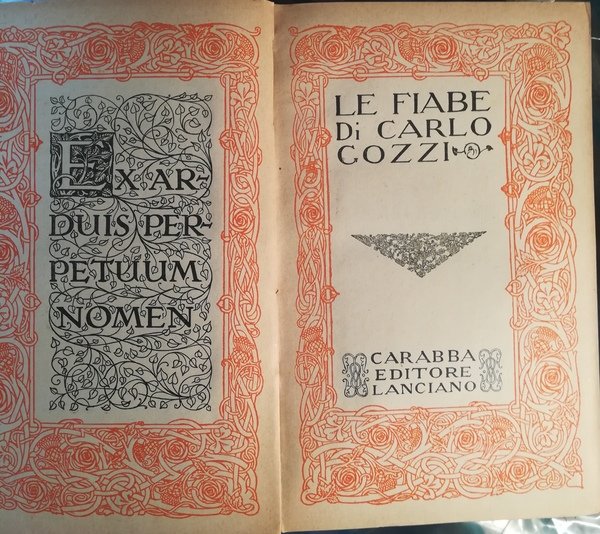 EX AR-
DUIS PER-
PETUUM
NOMEN
LE FIABE
Di CARLO
GOZZI
CARABBA
EDITORE
LANCIANO